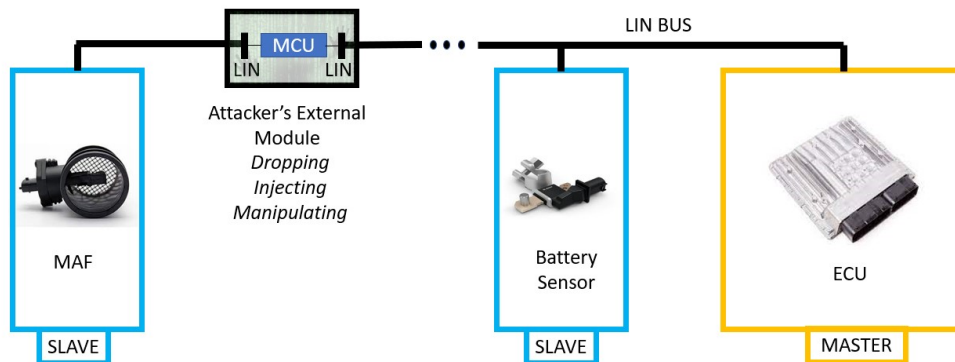 LIN BUS
MCU
LIN LIN
Attacker's External
Module
Dropping
Injecting
Manipulating
MAF
Battery
Sensor
ECU
SLAVE
SLAVE
MASTER